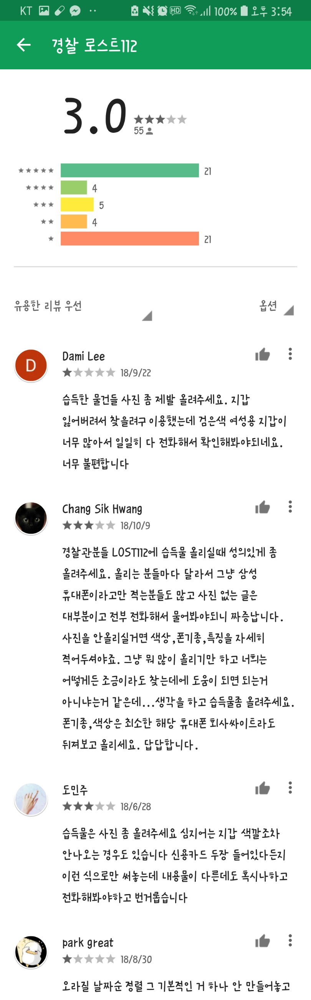 KT HD 100% 오후 3:54
경찰 로스트112
3.0
55
21
4
5
4
21
유용한 리뷰 우선 옵션
D
Dami Lee
18/9/22
습득한 물건들 사진 좀 제발 올려주세요. 지갑
잃어버려서 찾을려구 이용했는데 검은색 여성용 지갑이
너무 많아서 일일히 다 전화해서 확인해봐야되네요.
너무 불편합니다
Chang Sik Hwang
18/10/9
경찰관분들 LOST112에 습득물 올리실때 성의있게 좀
올려주세요. 올리는 분들마다 달라서 그냥 삼성
휴대폰이라고만 적는분들도 많고 사진 없는 글은
대부분이고 전부 전화해서 물어봐야되니 짜증납니다.
사진을 안올리실거면 색상,폰기종,특징을 자세히
적어두셔야죠. 그냥 뭐 많이 올리기만 하고 너희는
어떻게든 조금이라도 찾는데에 도움이 되면 되는거
아니냐는거 같은데...생각을 하고 습득물좀 올려주세요.
폰기종,색상은 최소한 해당 휴대폰 회사싸이트라도
뒤져보고 올리세요. 답답합니다.
도민주
18/6/28
습득물은 사진 좀 올려주세요 심지어는 지갑 색깔조차
안나오는 경우도 있습니다 신용카드 두장 들어있다든지
이런 식으로만 써놓는데 내용물이 다른데도 혹시나하고
전화해봐야하고 번거롭습니다
park great
18/8/30
오라질 날짜순 정렬 그 기본적인 거 하나 안 만들어놓고